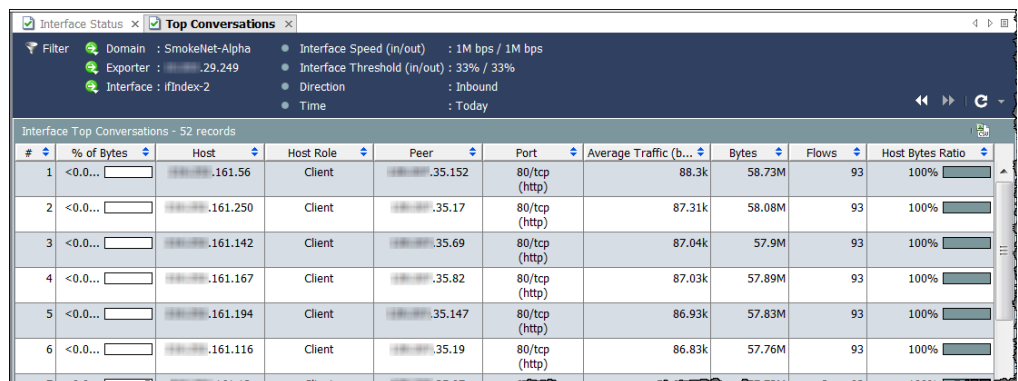 Interface Status Top Conversations
Filter Domain : SmokeNet-Alpha Interface Speed (in/out) : 1M bps / 1M bps
Exporter : .29.249 Interface Threshold (in/out) : 33% / 33%
Interface : ifIndex-2 Direction : Inbound
Time : Today
Interface Top Conversations - 52 records
# % of Bytes Host Host Role Peer Port Average Traffic (b... Bytes Flows Host Bytes Ratio
1 <0.0... .161.56 Client .35.152 80/tcp 88.3k 58.73M 93 100%
(http)
2 <0.0... .161.250 Client .35.17 80/tcp 87.31k 58.08M 93 100%
(http)
3 <0.0... .161.142 Client .35.69 80/tcp 87.04k 57.9M 93 100%
(http)
4 <0.0... .161.167 Client .35.82 80/tcp 87.03k 57.89M 93 100%
(http)
5 <0.0... .161.194 Client .35.147 80/tcp 86.93k 57.83M 93 100%
(http)
6 <0.0... .161.116 Client .35.19 80/tcp 86.83k 57.76M 93 100%
(http)